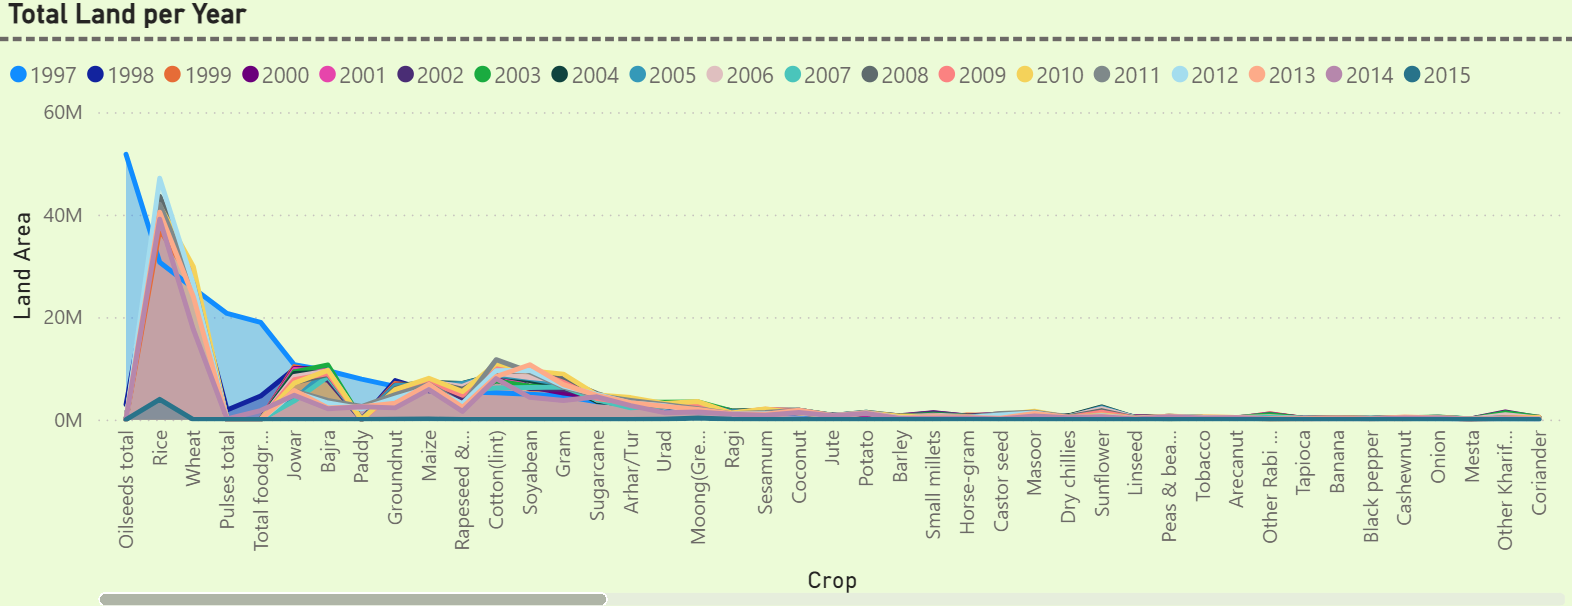 Total Land per Year
1997 1998 1999 2000 2001 2002 2003 2004 2005 2006 2007 2008 2009 2010 2011 2012 2013 2014 2015
60M
40M
20M
0M
Land Area
Oilseeds total
Rice
Wheat
Pulses total
Total foodgr...
Jowar
Bajra
Paddy
Groundnut
Maize
Rapeseed &...
Cotton(lint)
Soyabean
Gram
Sugarcane
Arhar/Tur
Urad
Moong(Gre...
Ragi
Sesamum
Coconut
Jute
Potato
Barley
Small millets
Horse-gram
Castor seed
Masoor
Dry chillies
Sunflower
Linseed
Peas & bea...
Tobacco
Arecanut
Other Rabi ...
Tapioca
Banana
Black pepper
Cashewnut
Onion
Mesta
Other Kharif...
Coriander
Crop